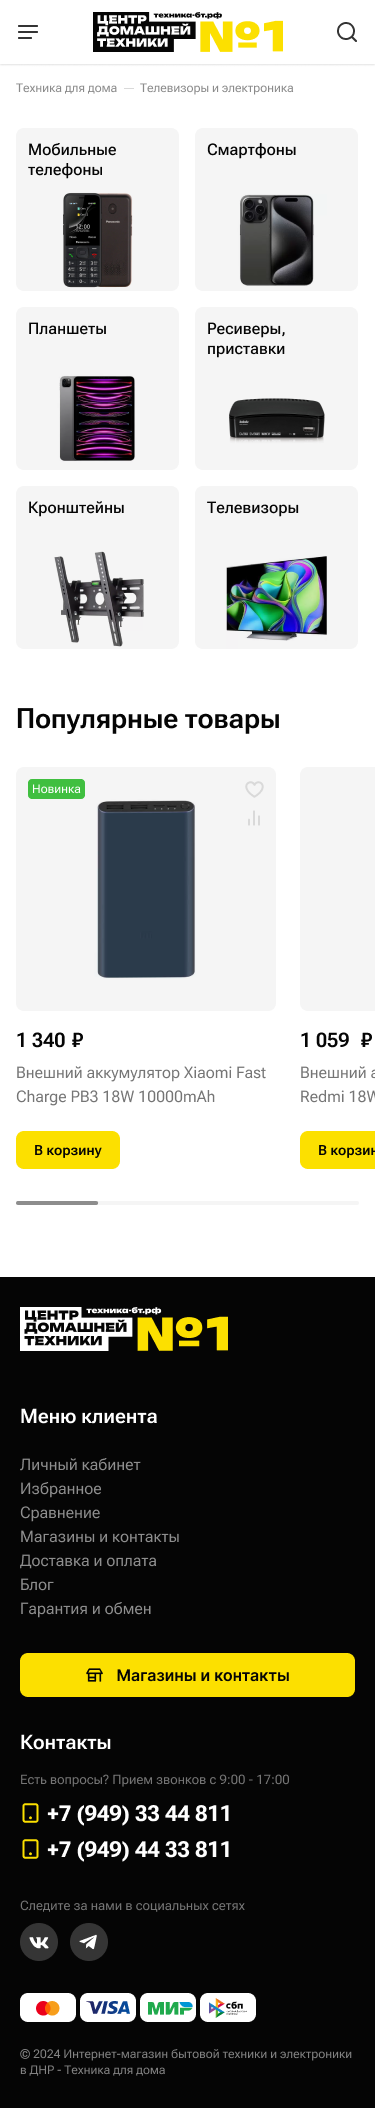 техника-бт.рф
ЦЕНТР
ДОМАШНЕЙ
ТЕХНИКИ
№1
Техника для дома — Телевизоры и электроника
Мобильные
телефоны
Смартфоны
Планшеты
Ресиверы,
приставки
Кронштейны
Телевизоры
Популярные товары
Новинка
1 340 ₽
Внешний аккумулятор Xiaomi Fast
Charge PB3 18W 10000mAh
В корзину
1 059 ₽
Внешний а
Redmi 18W
В корзин
техника-бт.рф
ЦЕНТР
ДОМАШНЕЙ
ТЕХНИКИ
№1
Меню клиента
Личный кабинет
Избранное
Сравнение
Магазины и контакты
Доставка и оплата
Блог
Гарантия и обмен
Магазины и контакты
Контакты
Есть вопросы? Прием звонков с 9:00 - 17:00
+7 (949) 33 44 811
+7 (949) 44 33 811
Следите за нами в социальных сетях
VISA
МИР
сбп
© 2024 Интернет-магазин бытовой техники и электроники
в ДНР - Техника для дома